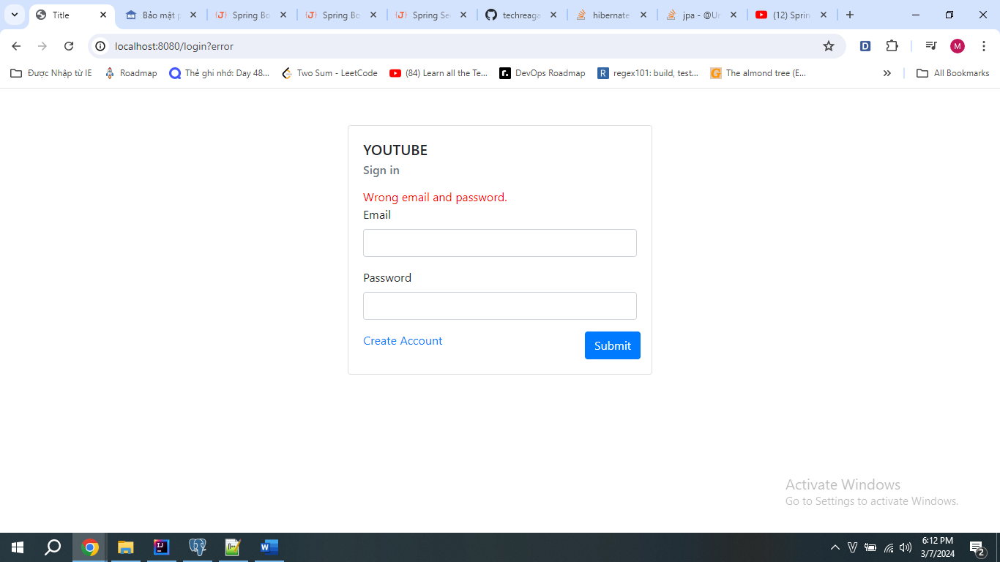 Title
Bảo mật p
Spring Bo
Spring Bo
Spring Se
techreaga
hibernate
jpa - @Un
(12) Sprin
localhost:8080/login?error
M
Được Nhập từ IE
Roadmap
Thẻ ghi nhớ: Day 48...
Two Sum - LeetCode
(84) Learn all the Te...
DevOps Roadmap
regex101: build, test...
The almond tree (E...
All Bookmarks
YOUTUBE
Sign in
Wrong email and password.
Email
Password
Create Account
Submit
Activate Windows
Go to Settings to activate Windows.
6:12 PM
3/7/2024
2